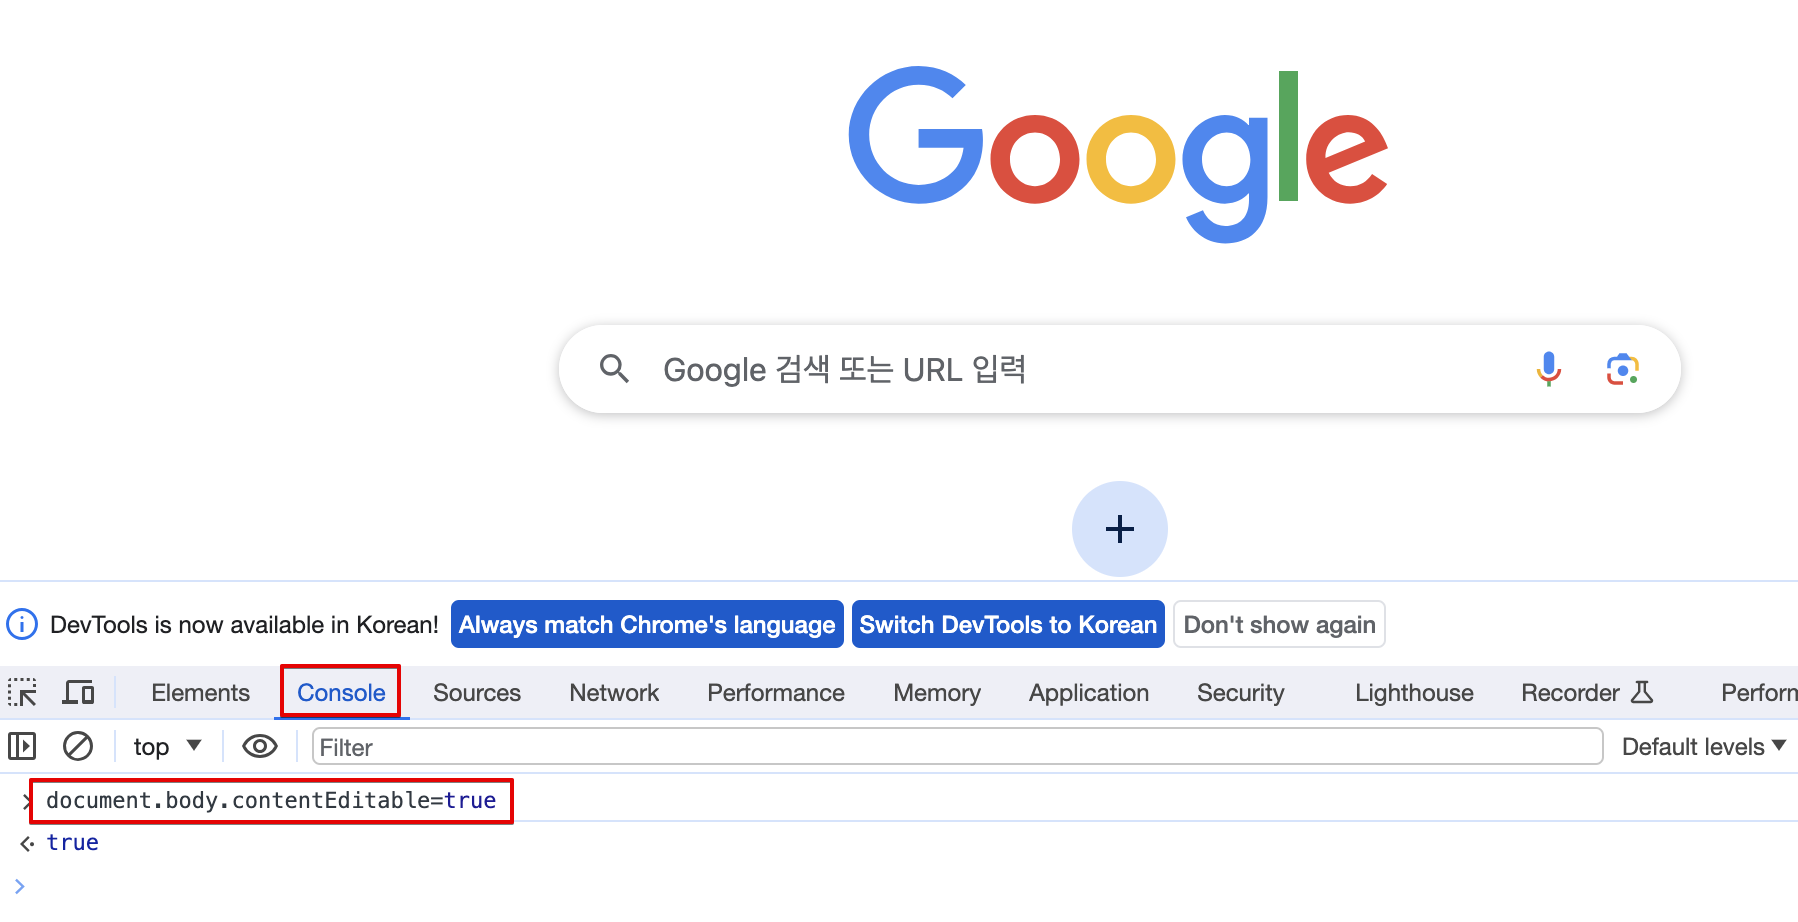 Google
Google 검색 또는 URL 입력
DevTools is now available in Korean! Always match Chrome's language Switch DevTools to Korean Don't show again
Elements Console Sources Network Performance Memory Application Security Lighthouse Recorder Perforn
top Filter Default levels
document.body.contentEditable=true
true